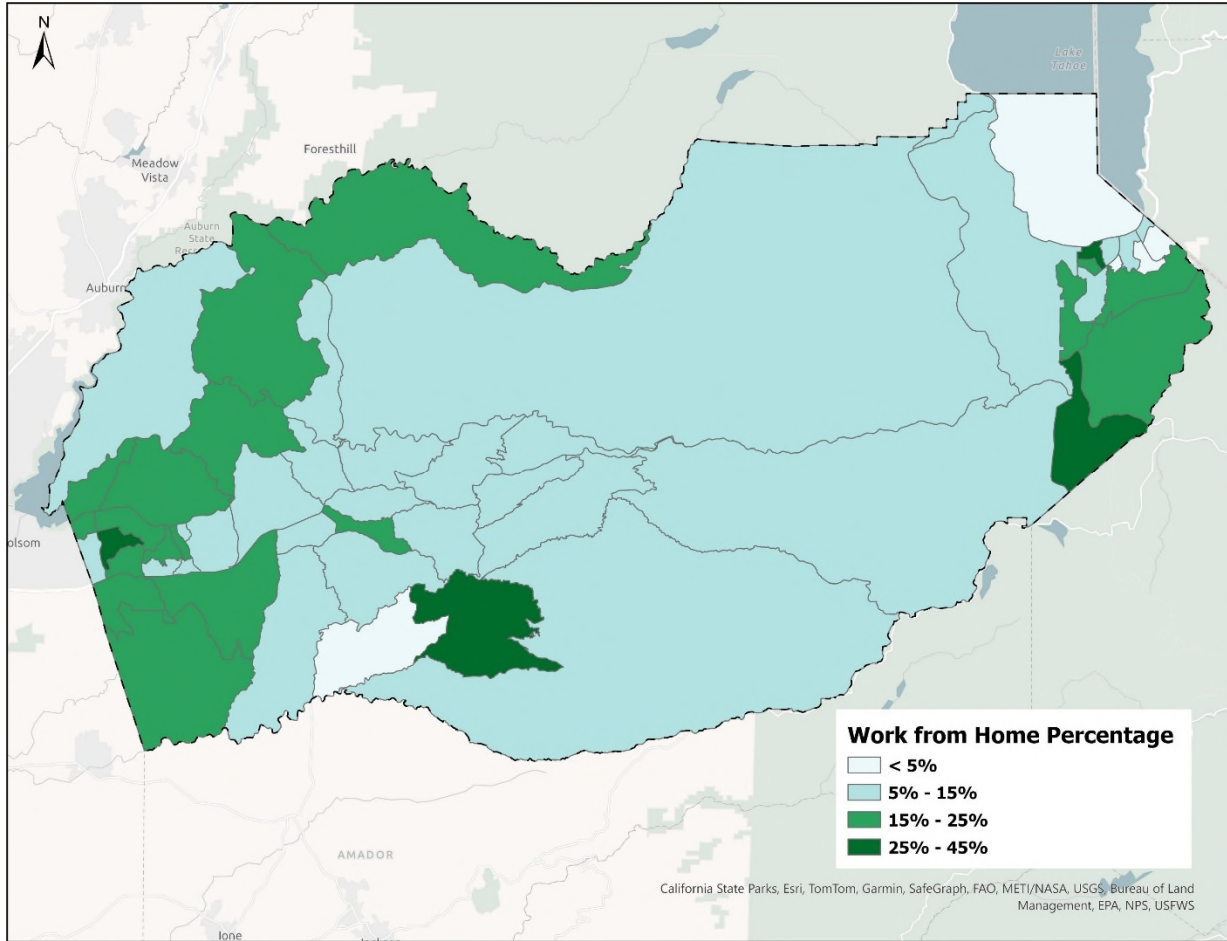 N
Lake
Tahoe
Foresthill
Meadow
Vista
Auburn
State
Auburn
olsom
Work from Home Percentage
< 5%
5% - 15%
15% - 25%
25% - 45%
AMADOR
California State Parks, Esri, TomTom, Garmin, SafeGraph, FAO, METI/NASA, USGS, Bureau of Land
Management, EPA, NPS, USFWS
Ione